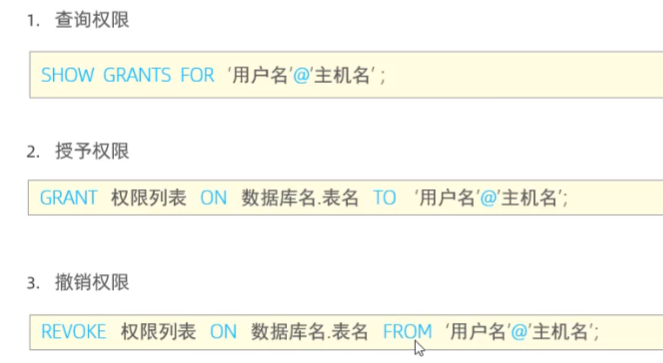 1. 查询权限
SHOW GRANTS FOR '用户名'@'主机名' ;
2. 授予权限
GRANT 权限列表 ON 数据库名.表名 TO '用户名'@'主机名';
3. 撤销权限
REVOKE 权限列表 ON 数据库名.表名 FROM '用户名'@'主机名';